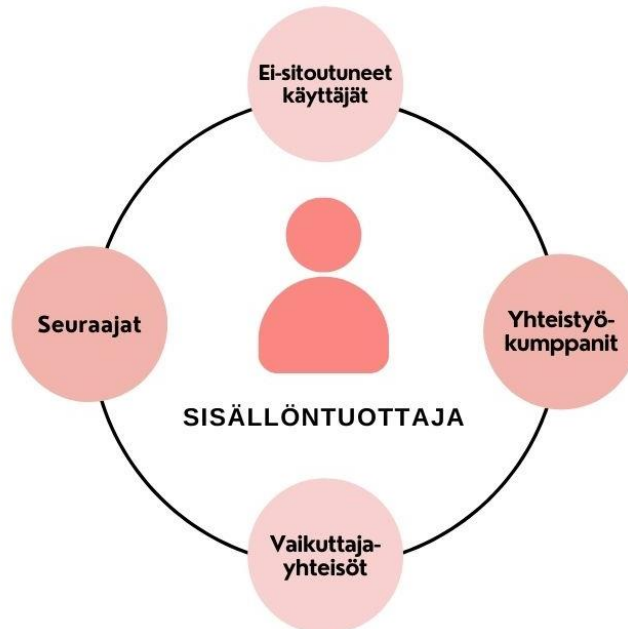 Ei-sitoutuneet
käyttäjät
Seuraajat
Yhteistyö-
kumppanit
SISÄLLÖNTUOTTAJA
Vaikuttaja-
yhteisöt